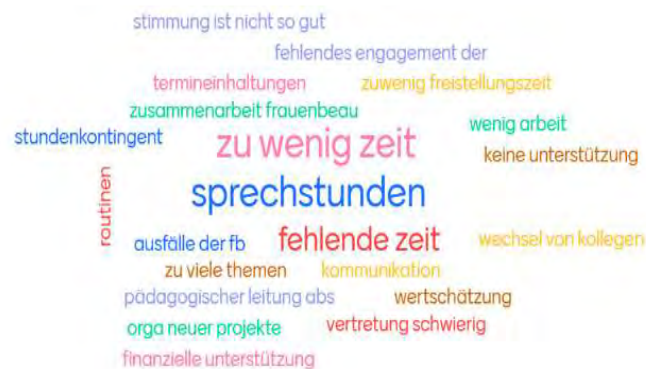 stimmung ist nicht so gut
fehlendes engagement der
termineinhaltungen
zuwenig freistellungszeit
zusammenarbeit frauenbeau
wenig arbeit
stundenkontingent
zu wenig zeit
keine unterstützung
sprechstunden
routinen
ausfälle der fb
fehlende zeit
wechsel von kollegen
zu viele themen
kommunikation
pädagogischer leitung abs
wertschätzung
orga neuer projekte
vertretung schwierig
finanzielle unterstützung